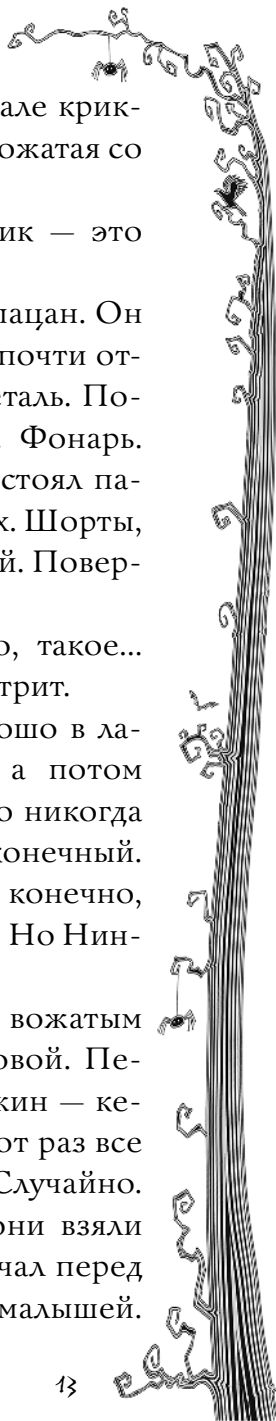 але крик-
ожатая со
ик — это
пацан. Он
почти от-
еталь. По-
Фонарь.
стоял па-
х. Шорты,
й. Повер-
о, такое...
трит.
ошо в ла-
а потом
о никогда
конечный.
конечно,
Но Нин-
вожатым
овой. Пе-
кин — ке-
от раз все
Случайно.
они взяли
чал перед
малышей.
13